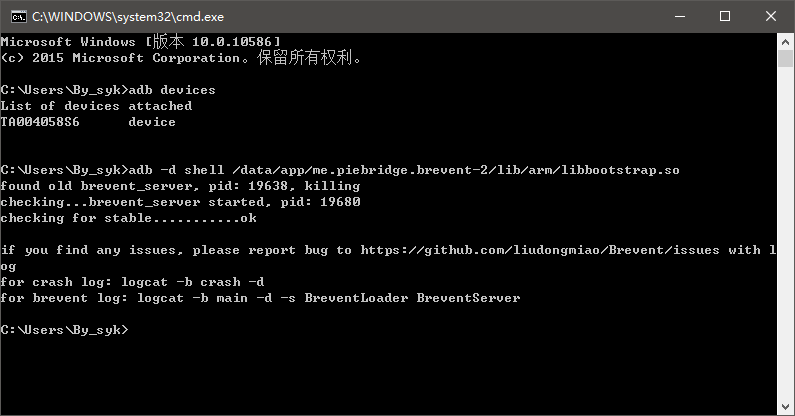 C:\WINDOWS\system32\cmd.exe
Microsoft Windows [版本 10.0.10586]
(c) 2015 Microsoft Corporation。保留所有权利。
C:\Users\By_syk>adb devices
List of devices attached
TA004058S6      device
C:\Users\By_syk>adb -d shell /data/app/me.piebridge.brevent-2/lib/arm/libbootstrap.so
found old brevent_server, pid: 19638, killing
checking...brevent_server started, pid: 19680
checking for stable...........ok
if you find any issues, please report bug to https://github.com/liudongmiao/Brevent/issues with l
og
for crash log: logcat -b crash -d
for brevent log: logcat -b main -d -s BreventLoader BreventServer
C:\Users\By_syk>